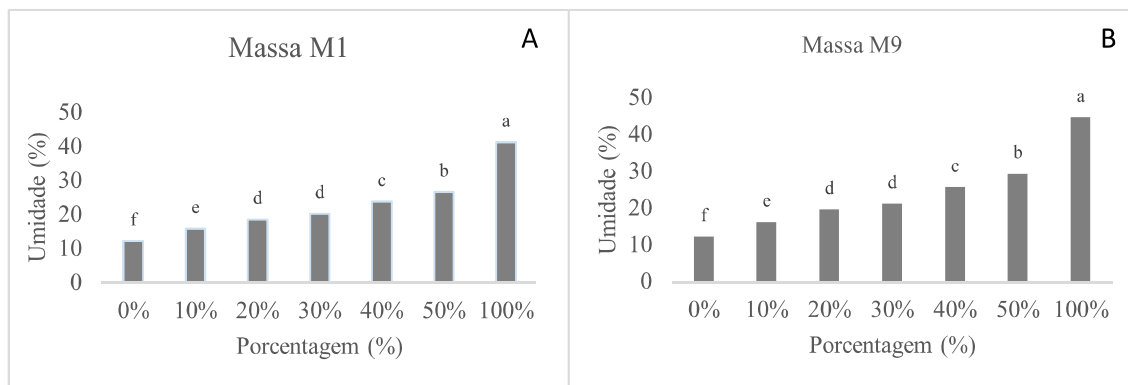 Massa M1
A
50
40
30
20
10
0
Umidade (%)
f
e
d
d
c
b
a
0% 10% 20% 30% 40% 50% 100%
Porcentagem (%)
Massa M9
B
50
40
30
20
10
0
Umidade (%)
f
e
d
d
c
b
a
0% 10% 20% 30% 40% 50% 100%
Porcentagem (%)